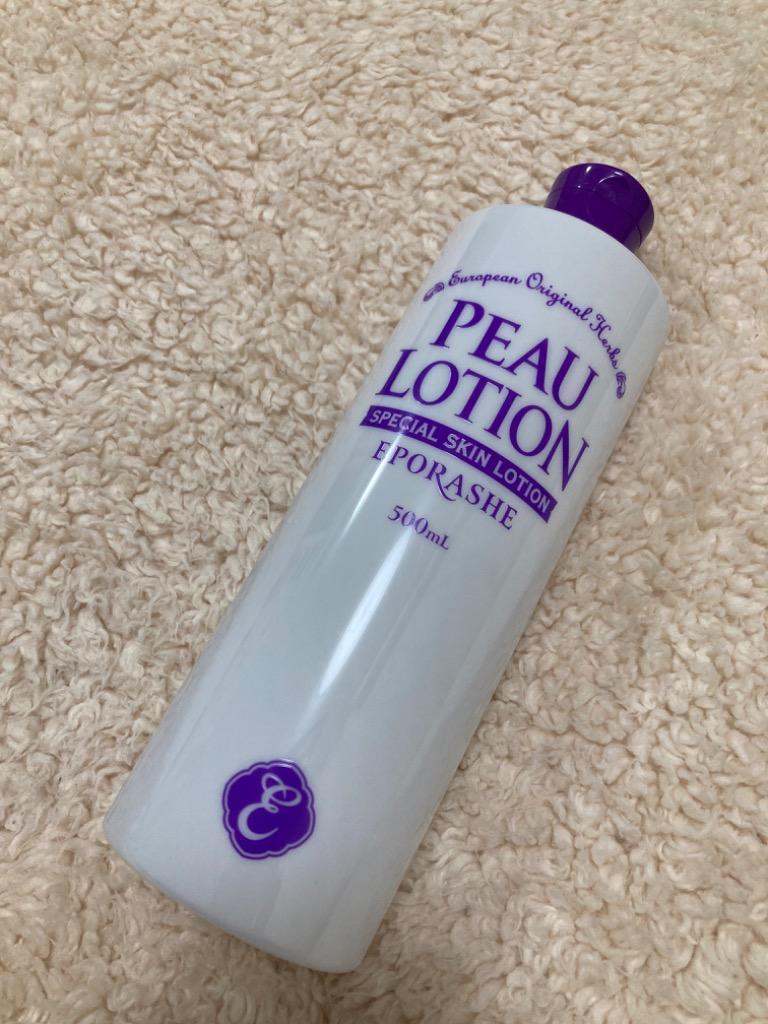 European Original Herbs
PEAU
LOTION
SPECIAL SKIN LOTION
EPORASHE
500mL
E